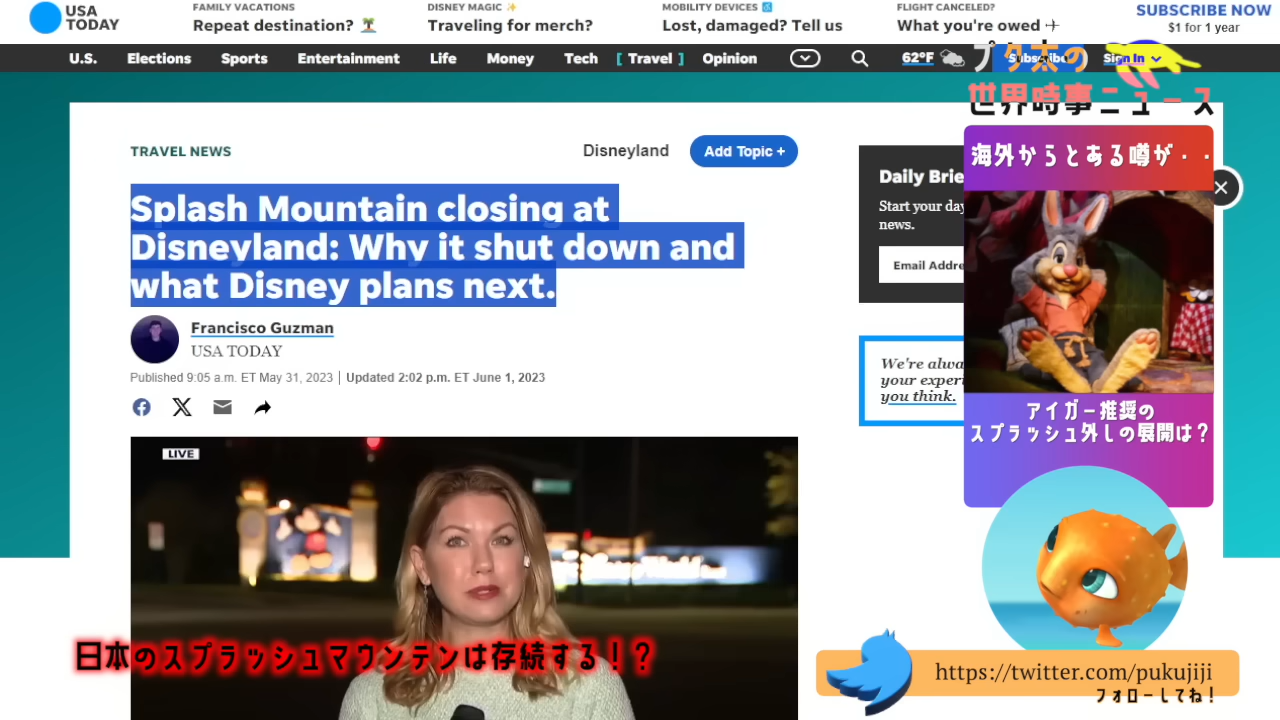 USA
TODAY
FAMILY VACATIONS
Repeat destination?
DISNEY MAGIC
Traveling for merch?
MOBILITY DEVICES
Lost, damaged? Tell us
FLIGHT CANCELED?
What you're owed
SUBSCRIBE NOW
$1 for 1 year
U.S. Elections Sports Entertainment Life Money Tech [ Travel ] Opinion 62°F Subscribe Sign In
プク太の
世界時事ニュース
TRAVEL NEWS
Disneyland
Add Topic +
Splash Mountain closing at
Disneyland: Why it shut down and
what Disney plans next.
Francisco Guzman
USA TODAY
Published 9:05 a.m. ET May 31, 2023 | Updated 2:02 p.m. ET June 1, 2023
LIVE
Daily Brie
Start your day
news.
Email Addre
We're alwa
your exper
you think.
海外からとある噂が・・
アイガー推奨の
スプラッシュ外しの展開は？
日本のスプラッシュマウンテンは存続する！？
https://twitter.com/pukujiji
フォローしてね！